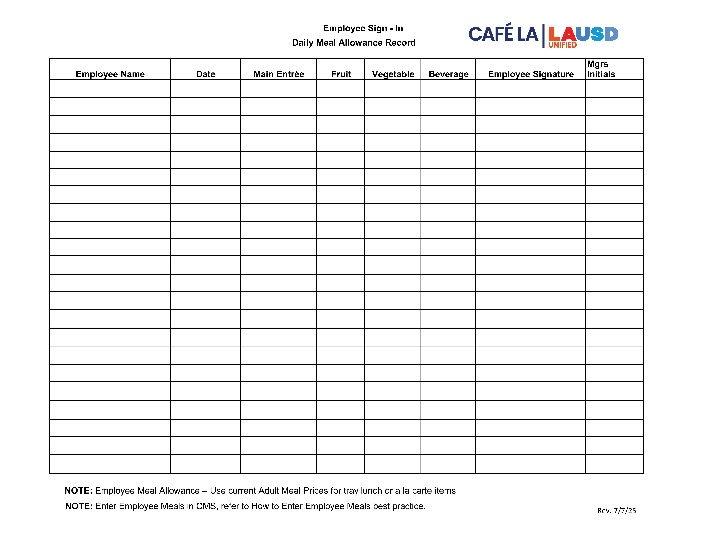 Employee Sign - In
Daily Meal Allowance Record
CAFÉ LA LAUSD
UNIFIED
Employee Name Date Main Entrée Fruit Vegetable Beverage Employee Signature Mgrs Initials
NOTE: Employee Meal Allowance – Use current Adult Meal Prices for tray lunch or a la carte items
NOTE: Enter Employee Meals in CMS, refer to How to Enter Employee Meals best practice.
Rev. 7/7/25